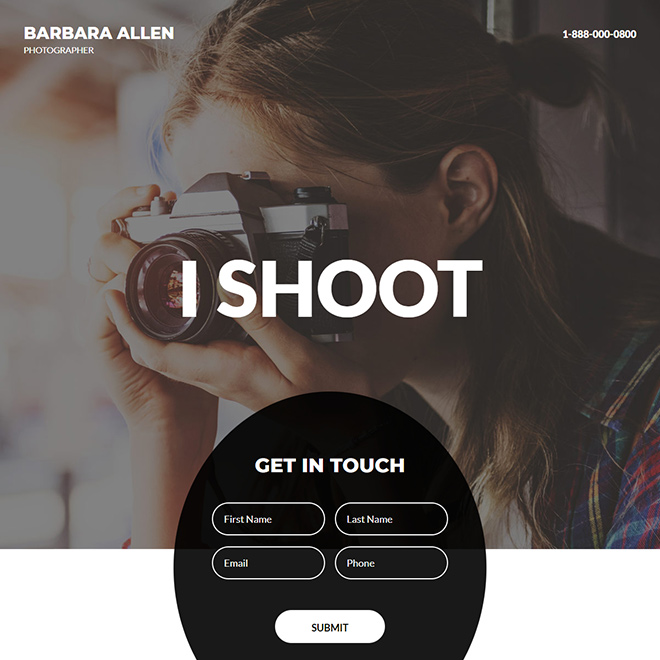 BARBARA ALLEN
PHOTOGRAPHER
1-888-000-0800
I SHOOT
GET IN TOUCH
First Name
Last Name
Email
Phone
SUBMIT